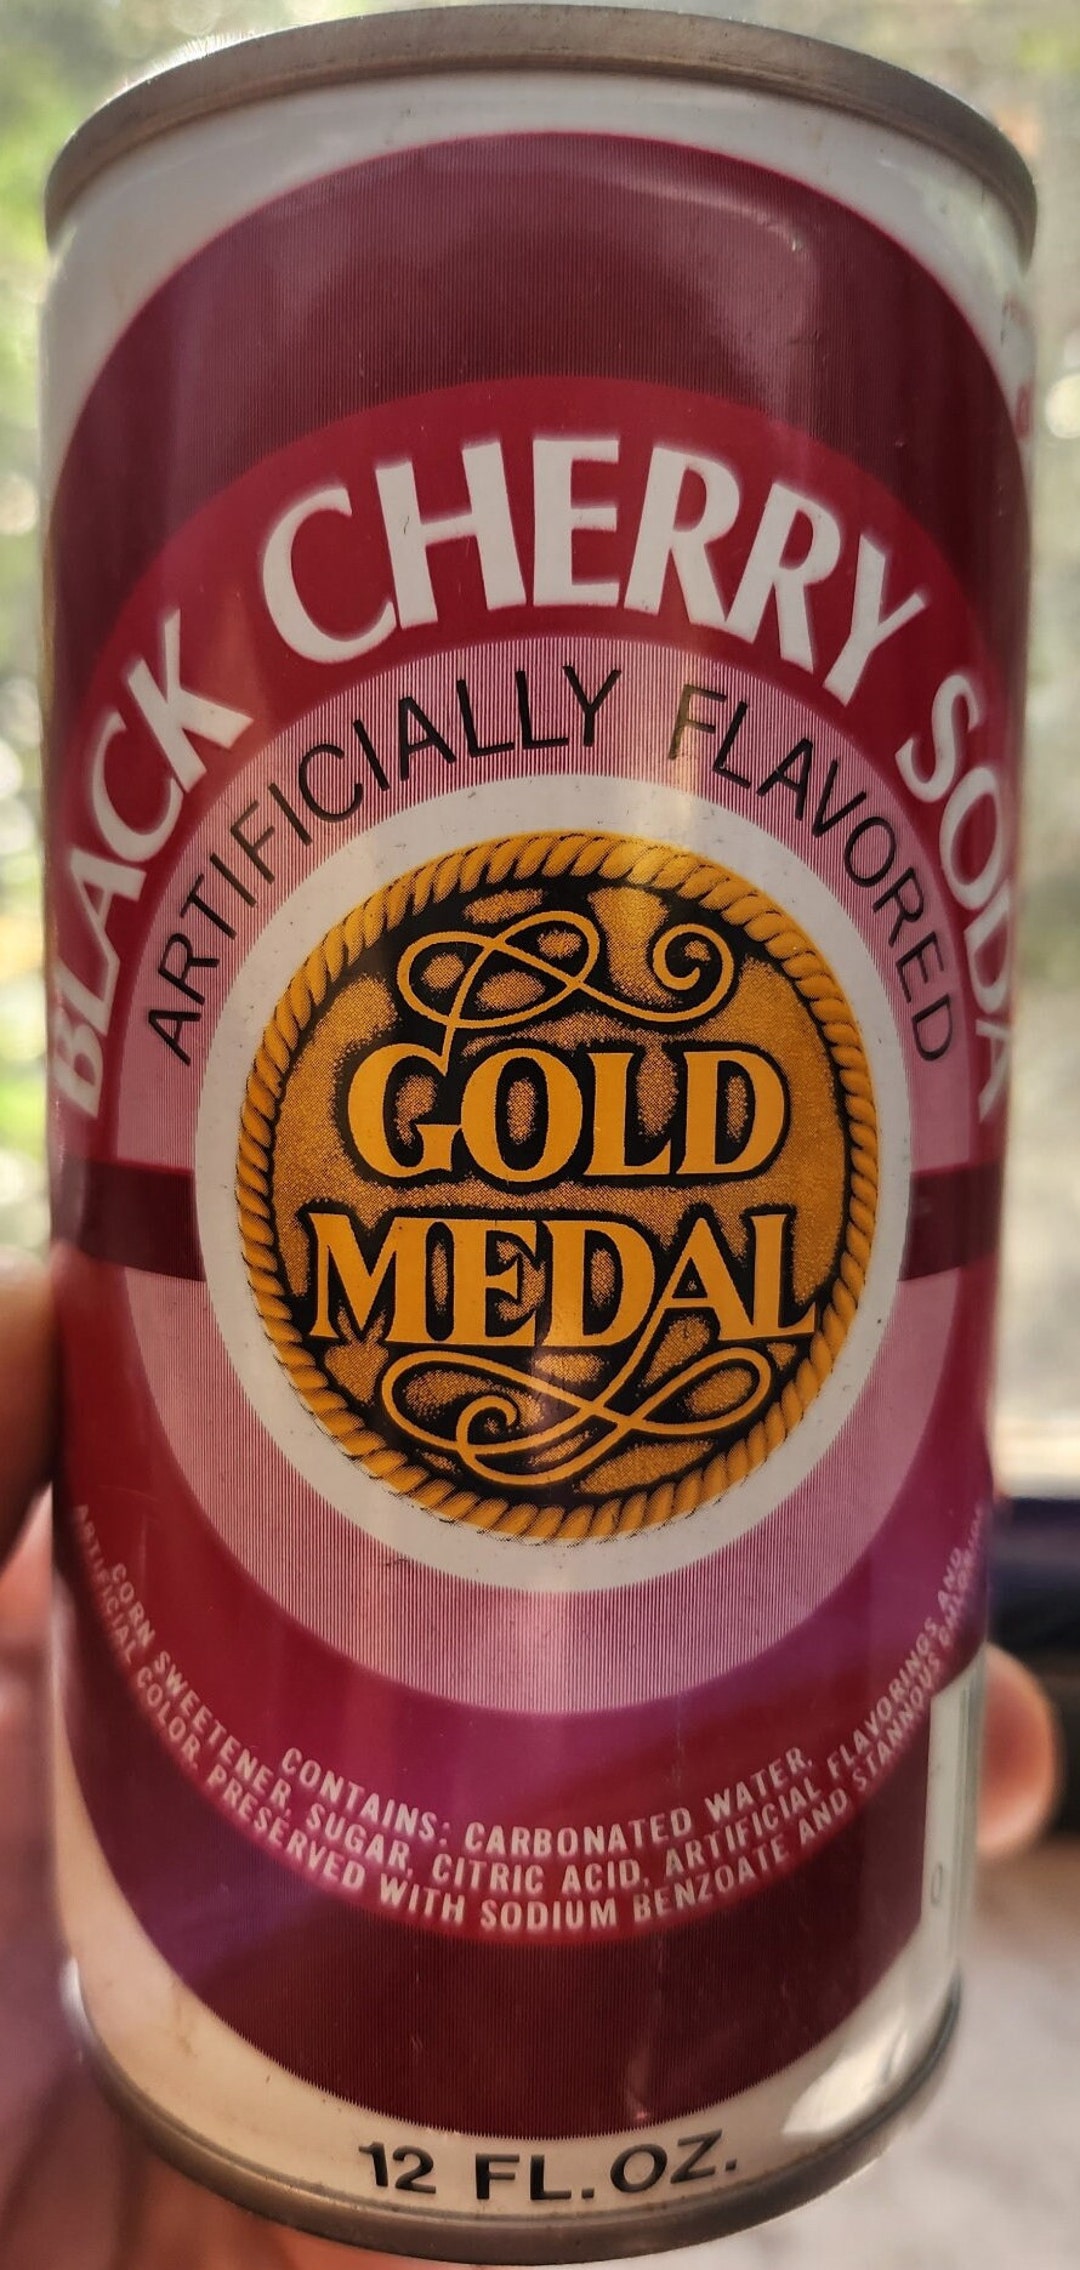 BLACK CHERRY SODA
ARTIFICIALLY FLAVORED
GOLD
MEDAL
CONTAINS: CARBONATED WATER,
CORN SWEETENER, SUGAR, CITRIC ACID, ARTIFICIAL FLAVORINGS AND
ARTIFICIAL COLOR. PRESERVED WITH SODIUM BENZOATE AND STANNOUS
12 FL. OZ.